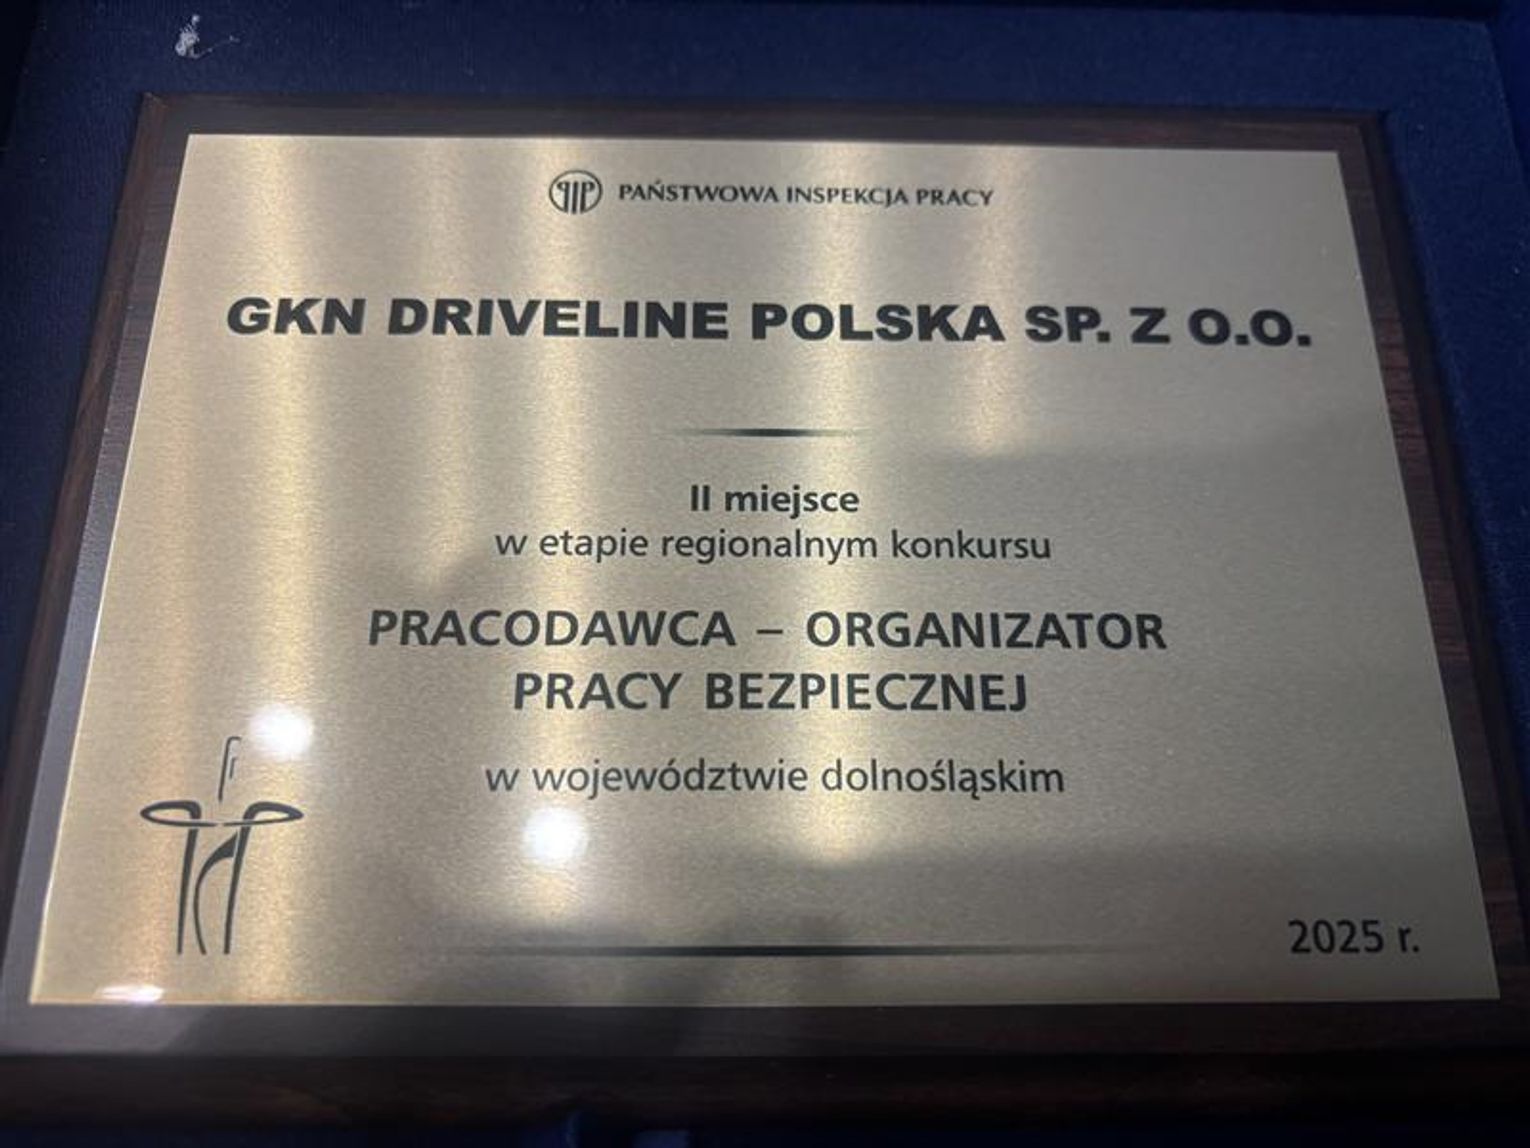 PIP PAŃSTWOWA INSPEKCJA PRACY
GKN DRIVELINE POLSKA SP. Z O.O.
II miejsce
w etapie regionalnym konkursu
PRACODAWCA – ORGANIZATOR
PRACY BEZPIECZNEJ
w województwie dolnośląskim
2025 r.